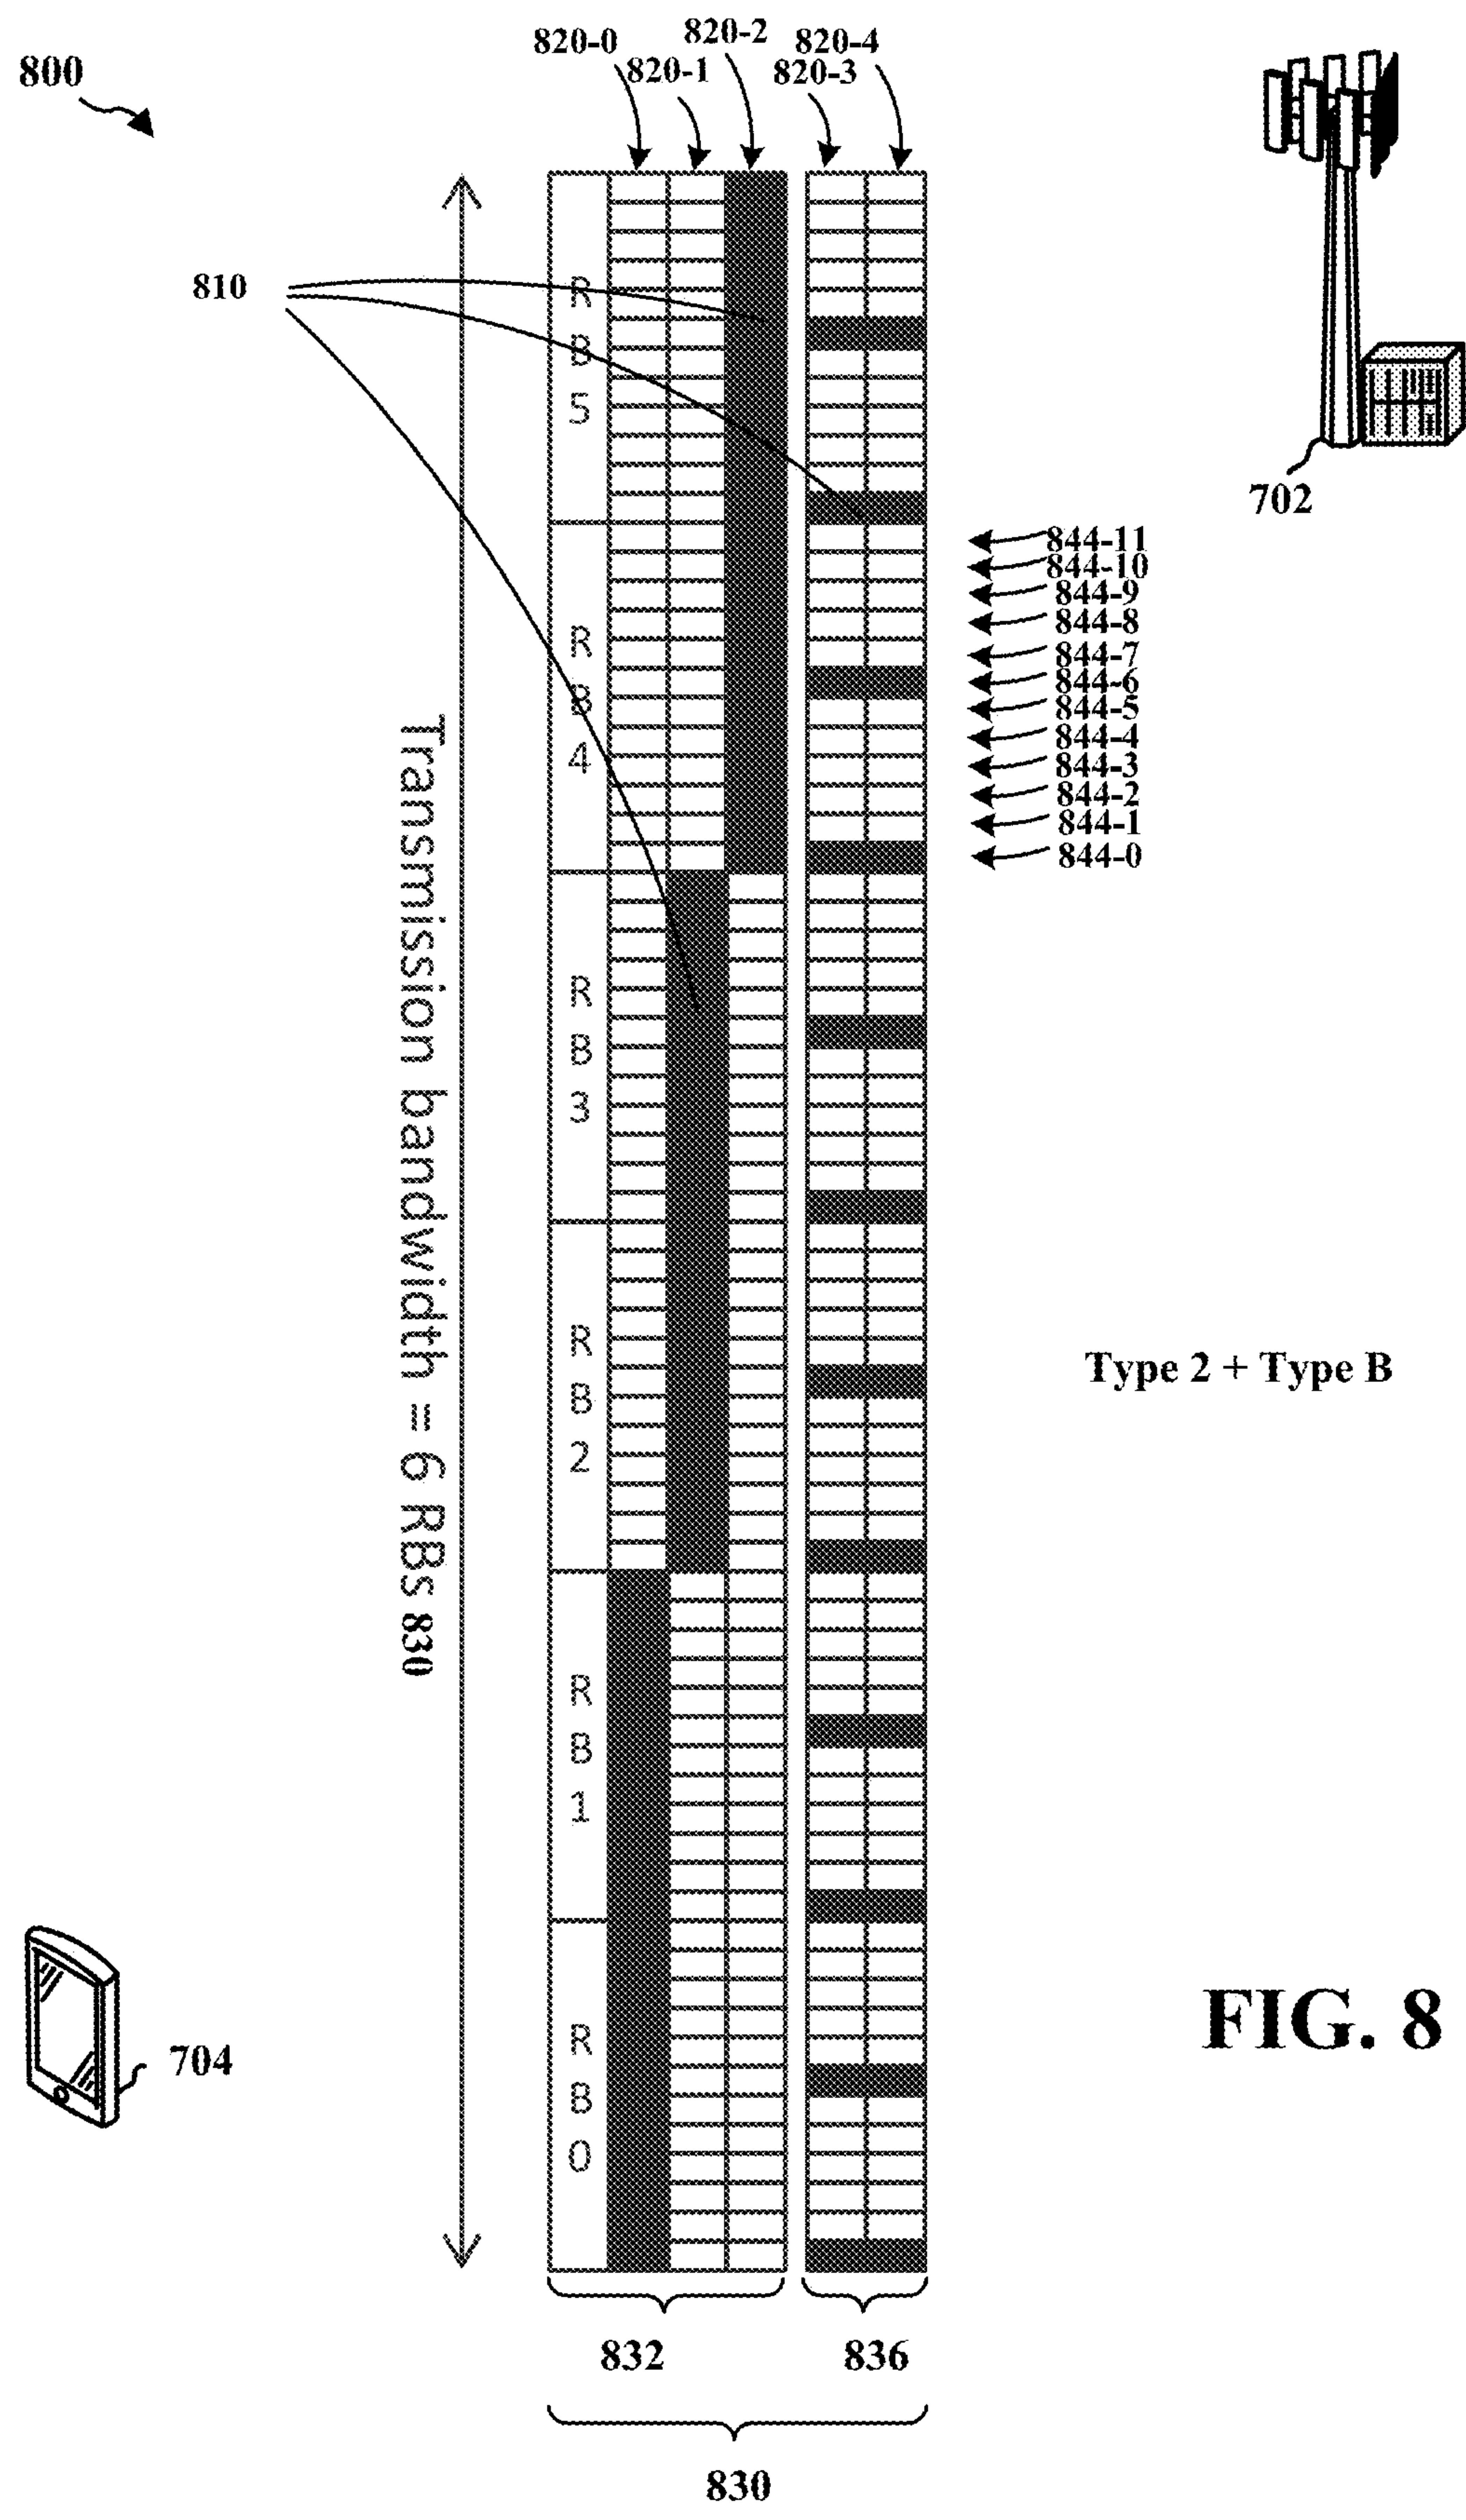 800
820-0
820-1
820-2
820-3
820-4
810
702
R
B
5
844-11
844-10
844-9
844-8
844-7
844-6
844-5
844-4
844-3
844-2
844-1
844-0
R
B
4
R
B
3
Transmission bandwidth = 6 RBs 830
R
B
2
Type 2 + Type B
R
B
1
R
B
0
704
FIG. 8
832
836
830